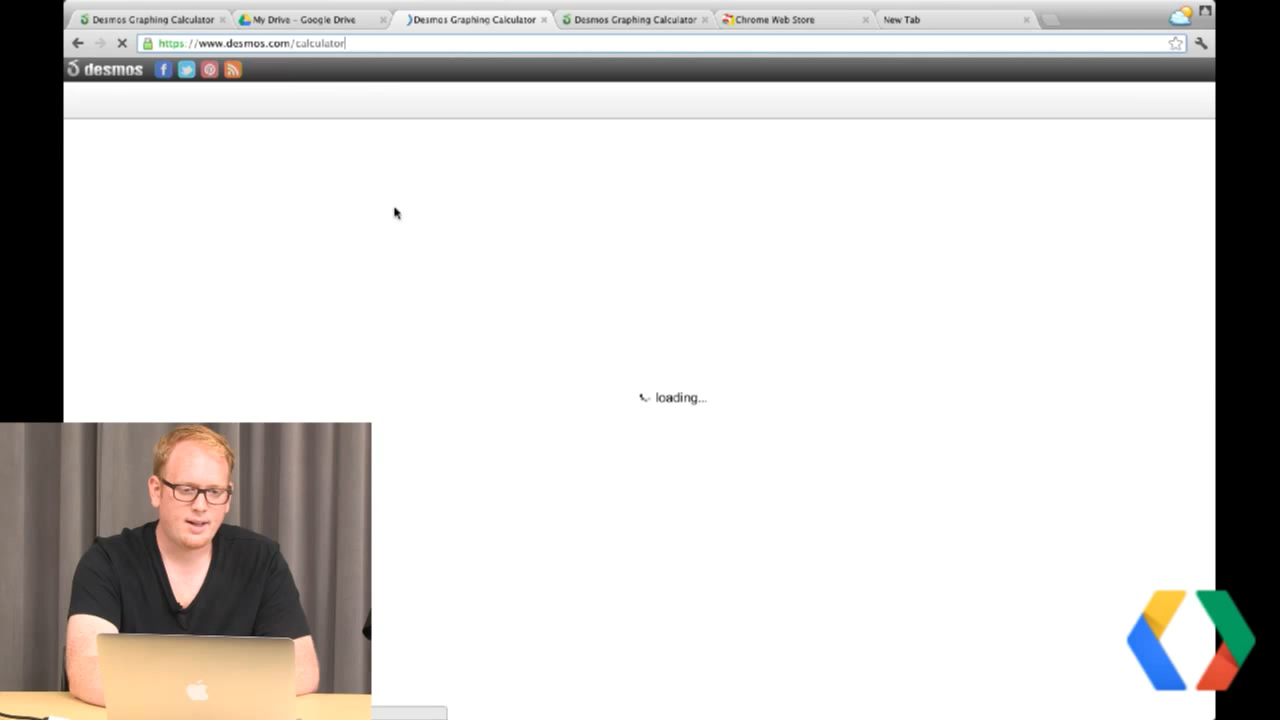 Desmos Graphing Calculator
My Drive - Google Drive
Desmos Graphing Calculator
Desmos Graphing Calculator
Chrome Web Store
New Tab
https://www.desmos.com/calculator
desmos
loading...